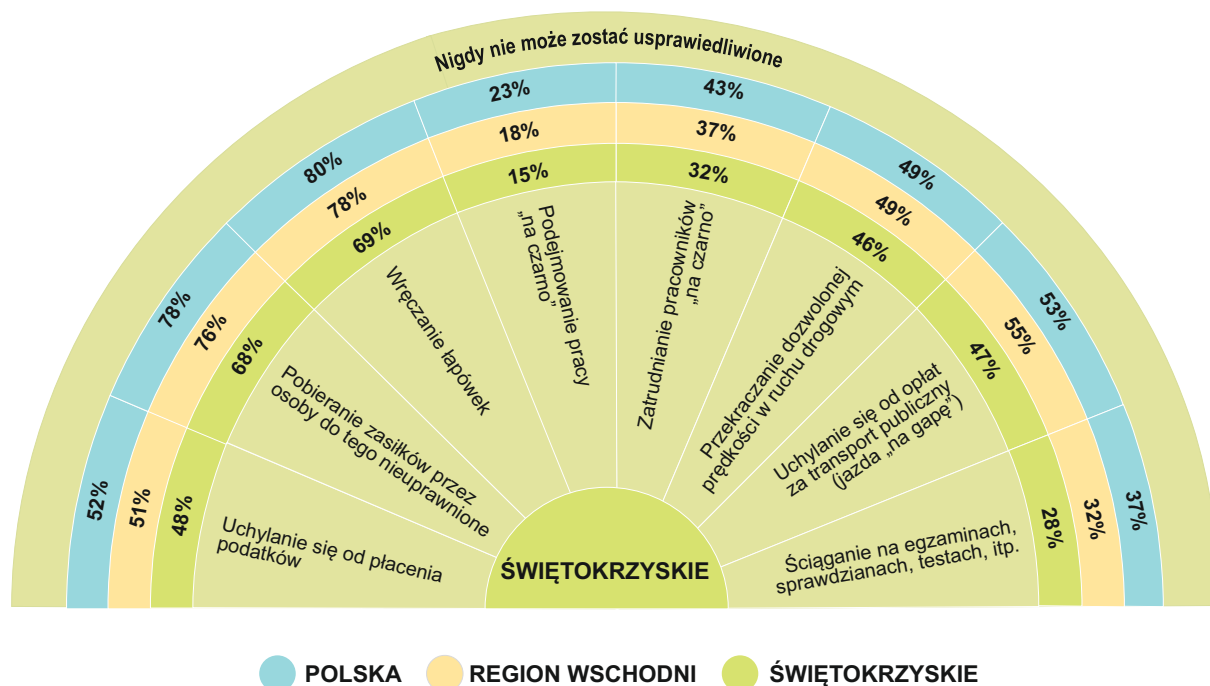 Nigdy nie może zostać usprawiedliwione
52%
78%
80%
23%
43%
49%
53%
37%
51%
76%
78%
18%
37%
49%
55%
32%
48%
68%
69%
15%
32%
46%
47%
28%
Uchylanie się od płacenia
podatków
Pobieranie zasiłków przez
osoby do tego nieuprawnione
Wręczanie łapówek
Podejmowanie pracy
„na czarno”
Zatrudnianie pracowników
„na czarno”
Przekraczanie dozwolonej
prędkości w ruchu drogowym
Uchylanie się od opłat
za transport publiczny
(jazda „na gapę”)
Ściąganie na egzaminach,
sprawdzianach, testach, itp.
ŚWIĘTOKRZYSKIE
POLSKA
REGION WSCHODNI
ŚWIĘTOKRZYSKIE